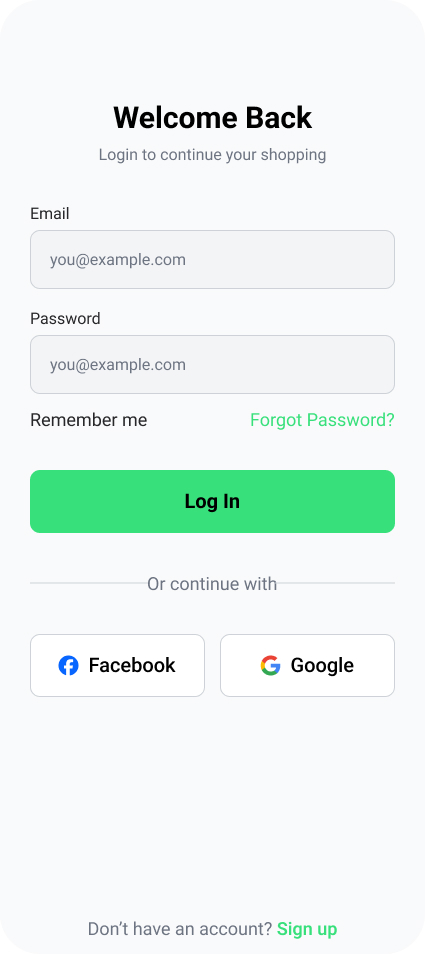 Welcome Back
Login to continue your shopping
Email
you@example.com
Password
you@example.com
Remember me Forgot Password?
Log In
Or continue with
Facebook Google
Don’t have an account? Sign up